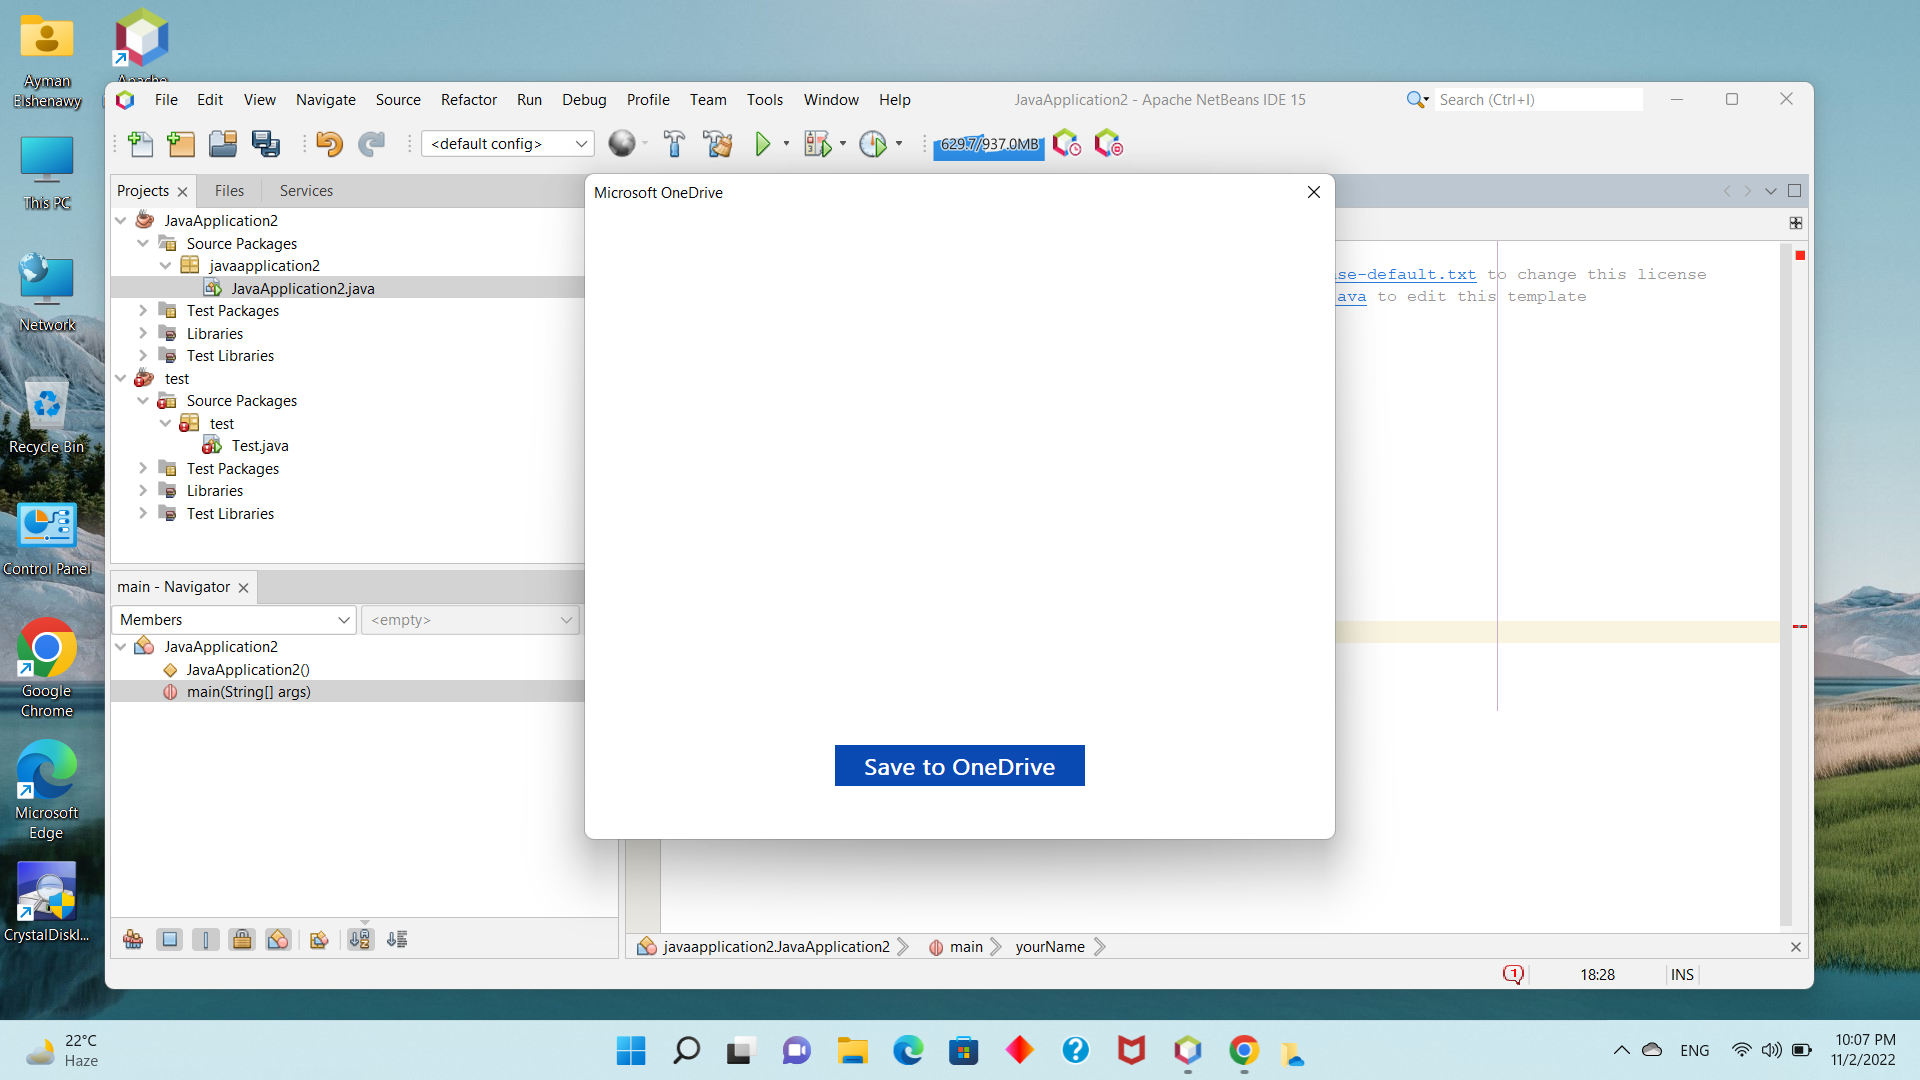 Ayman
Elshenawy
Apache
This PC
Network
Recycle Bin
Control Panel
Google
Chrome
Microsoft
Edge
CrystalDiskI...
File Edit View Navigate Source Refactor Run Debug Profile Team Tools Window Help
JavaApplication2 - Apache NetBeans IDE 15
Search (Ctrl+I)
<default config>
629.7/937.0MB
Projects Files Services
JavaApplication2
Source Packages
javaapplication2
JavaApplication2.java
Test Packages
Libraries
Test Libraries
test
Source Packages
test
Test.java
Test Packages
Libraries
Test Libraries
main - Navigator
Members
<empty>
JavaApplication2
JavaApplication2()
main(String[] args)
Microsoft OneDrive
Save to OneDrive
se-default.txt to change this license
ava to edit this template
javaapplication2.JavaApplication2 main yourName
1
18:28
INS
22°C
Haze
ENG
10:07 PM
11/2/2022